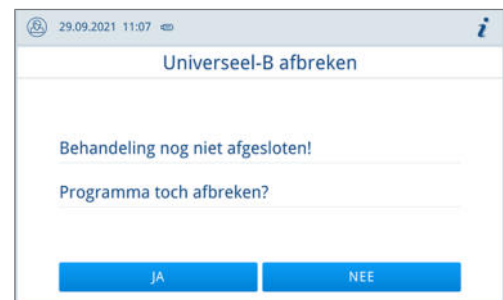 29.09.2021 11:07
i
Universeel-B afbreken
Behandeling nog niet afgesloten!
Programma toch afbreken?
JA
NEE